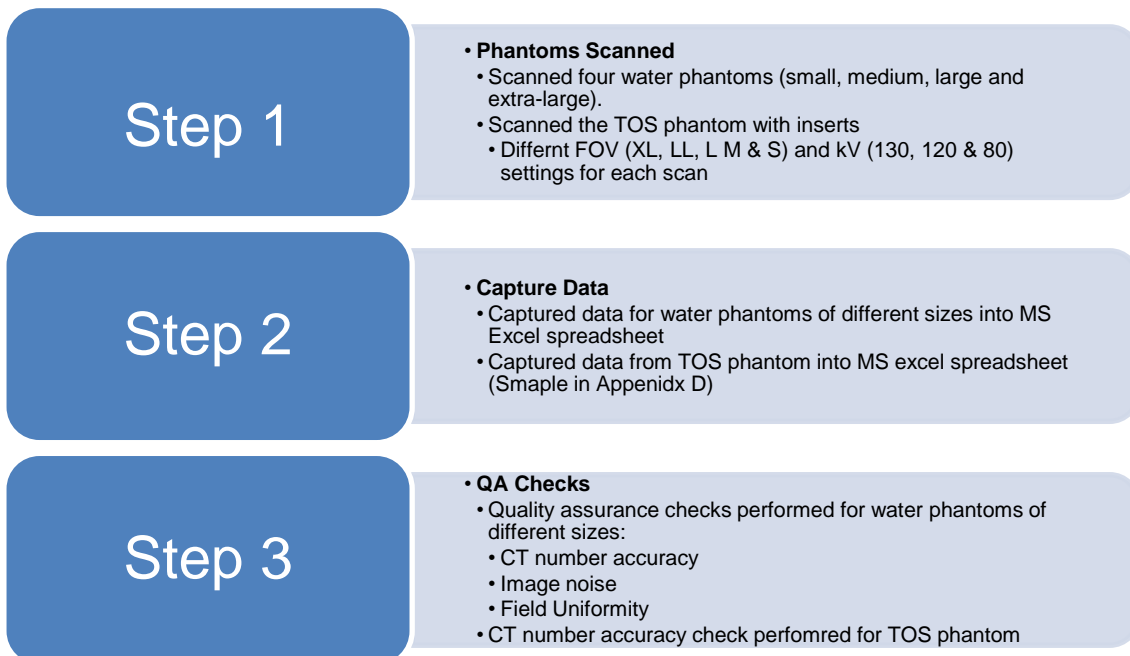 Step 1
• Phantoms Scanned
• Scanned four water phantoms (small, medium, large and
extra-large).
• Scanned the TOS phantom with inserts
• Differnt FOV (XL, LL, L M & S) and kV (130, 120 & 80)
settings for each scan
Step 2
• Capture Data
• Captured data for water phantoms of different sizes into MS
Excel spreadsheet
• Captured data from TOS phantom into MS excel spreadsheet
(Smaple in Appenidx D)
Step 3
• QA Checks
• Quality assurance checks performed for water phantoms of
different sizes:
• CT number accuracy
• Image noise
• Field Uniformity
• CT number accuracy check perfomred for TOS phantom